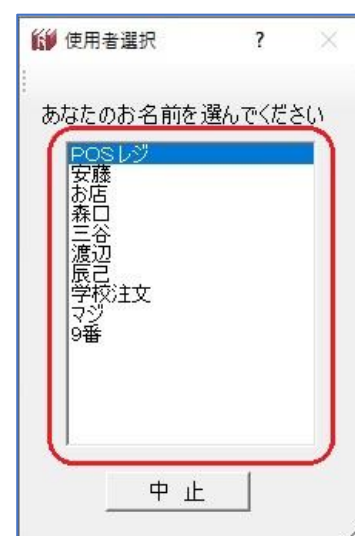 使用者選択
?
あなたのお名前を選んでください
POSレジ
安藤
お店
森口
三谷
渡辺
辰己
学校注文
マジ
9番
中止